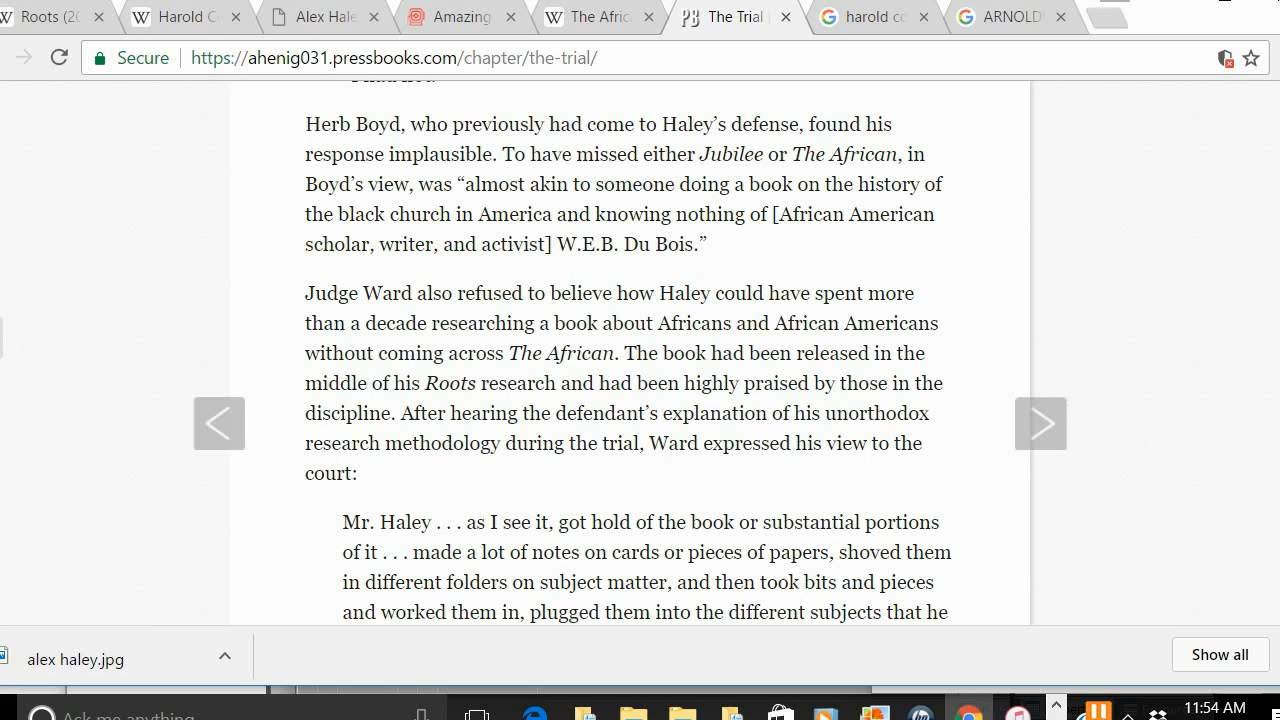 Roots (20
Harold C
Alex Hale
Amazing
The Afric
The Trial
harold co
ARNOLD
Secure
https://ahenig031.pressbooks.com/chapter/the-trial/
Herb Boyd, who previously had come to Haley’s defense, found his
response implausible. To have missed either Jubilee or The African, in
Boyd’s view, was “almost akin to someone doing a book on the history of
the black church in America and knowing nothing of [African American
scholar, writer, and activist] W.E.B. Du Bois.”
Judge Ward also refused to believe how Haley could have spent more
than a decade researching a book about Africans and African Americans
without coming across The African. The book had been released in the
middle of his Roots research and had been highly praised by those in the
discipline. After hearing the defendant’s explanation of his unorthodox
research methodology during the trial, Ward expressed his view to the
court:
Mr. Haley . . . as I see it, got hold of the book or substantial portions
of it . . . made a lot of notes on cards or pieces of papers, shoved them
in different folders on subject matter, and then took bits and pieces
and worked them in, plugged them into the different subjects that he
alex haley.jpg
Show all
Ask me anything
11:54 AM